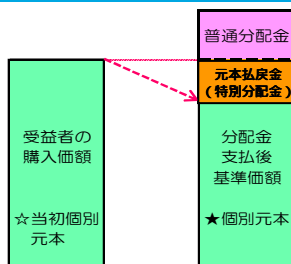 普通分配金
元本払戻金
(特別分配金)
受益者の
購入価額
☆当初個別
元本
分配金
支払後
基準価額
★個別元本